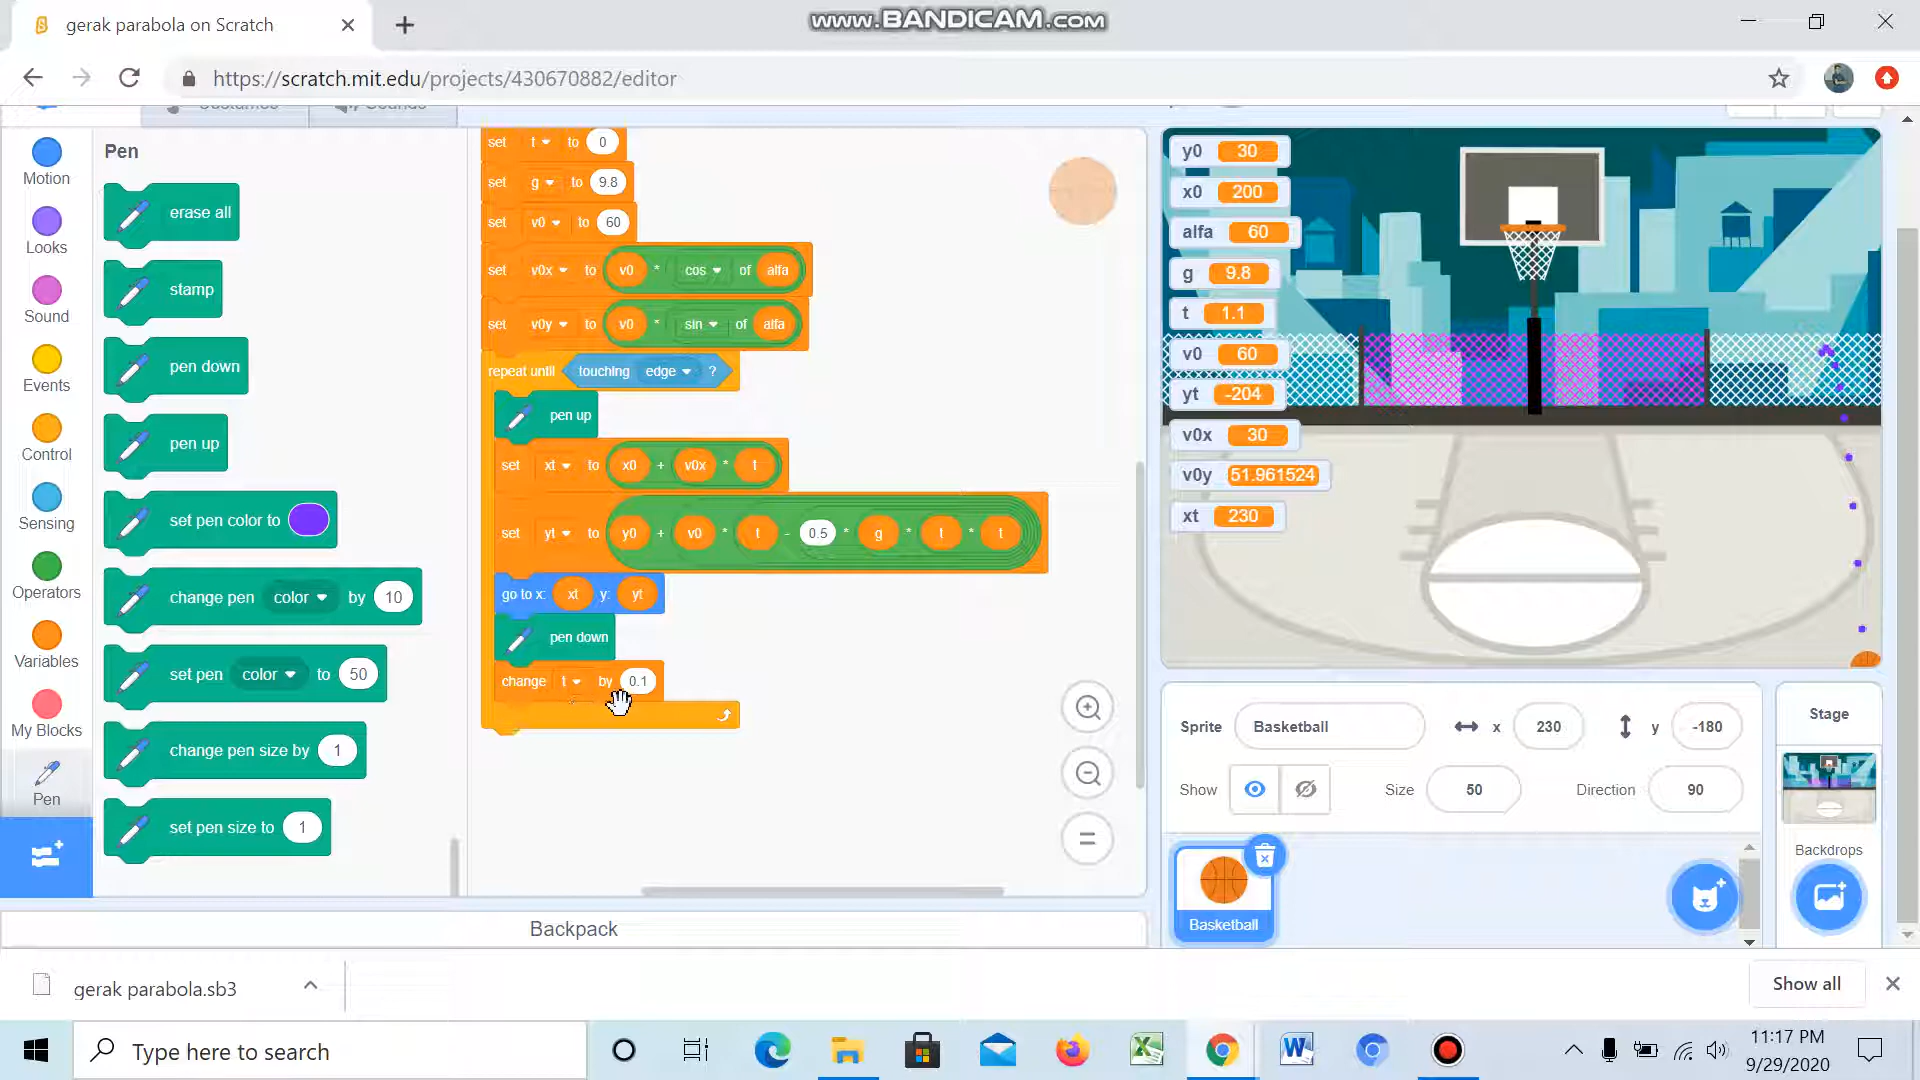 gerak parabola on Scratch
www.BANDICAM.com
https://scratch.mit.edu/projects/430670882/editor
Costumes
Sounds
Motion
Looks
Sound
Events
Control
Sensing
Operators
Variables
My Blocks
Pen
Pen
erase all
stamp
pen down
pen up
set pen color to
change pen color by 10
set pen color to 50
change pen size by 1
set pen size to 1
set t to 0
set g to 9.8
set v0 to 60
set v0x to v0 * cos of alfa
set v0y to v0 * sin of alfa
repeat until touching edge ?
pen up
set xt to x0 + v0x * t
set yt to y0 + v0 * t - 0.5 * g * t * t
go to x: xt y: yt
pen down
change t by 0.1
y0 30
x0 200
alfa 60
g 9.8
t 1.1
v0 60
yt -204
v0x 30
v0y 51.961524
xt 230
Sprite Basketball x 230 y -180
Show Size 50 Direction 90
Basketball
Stage
Backdrops
Backpack
gerak parabola.sb3
Show all
Type here to search
11:17 PM
9/29/2020